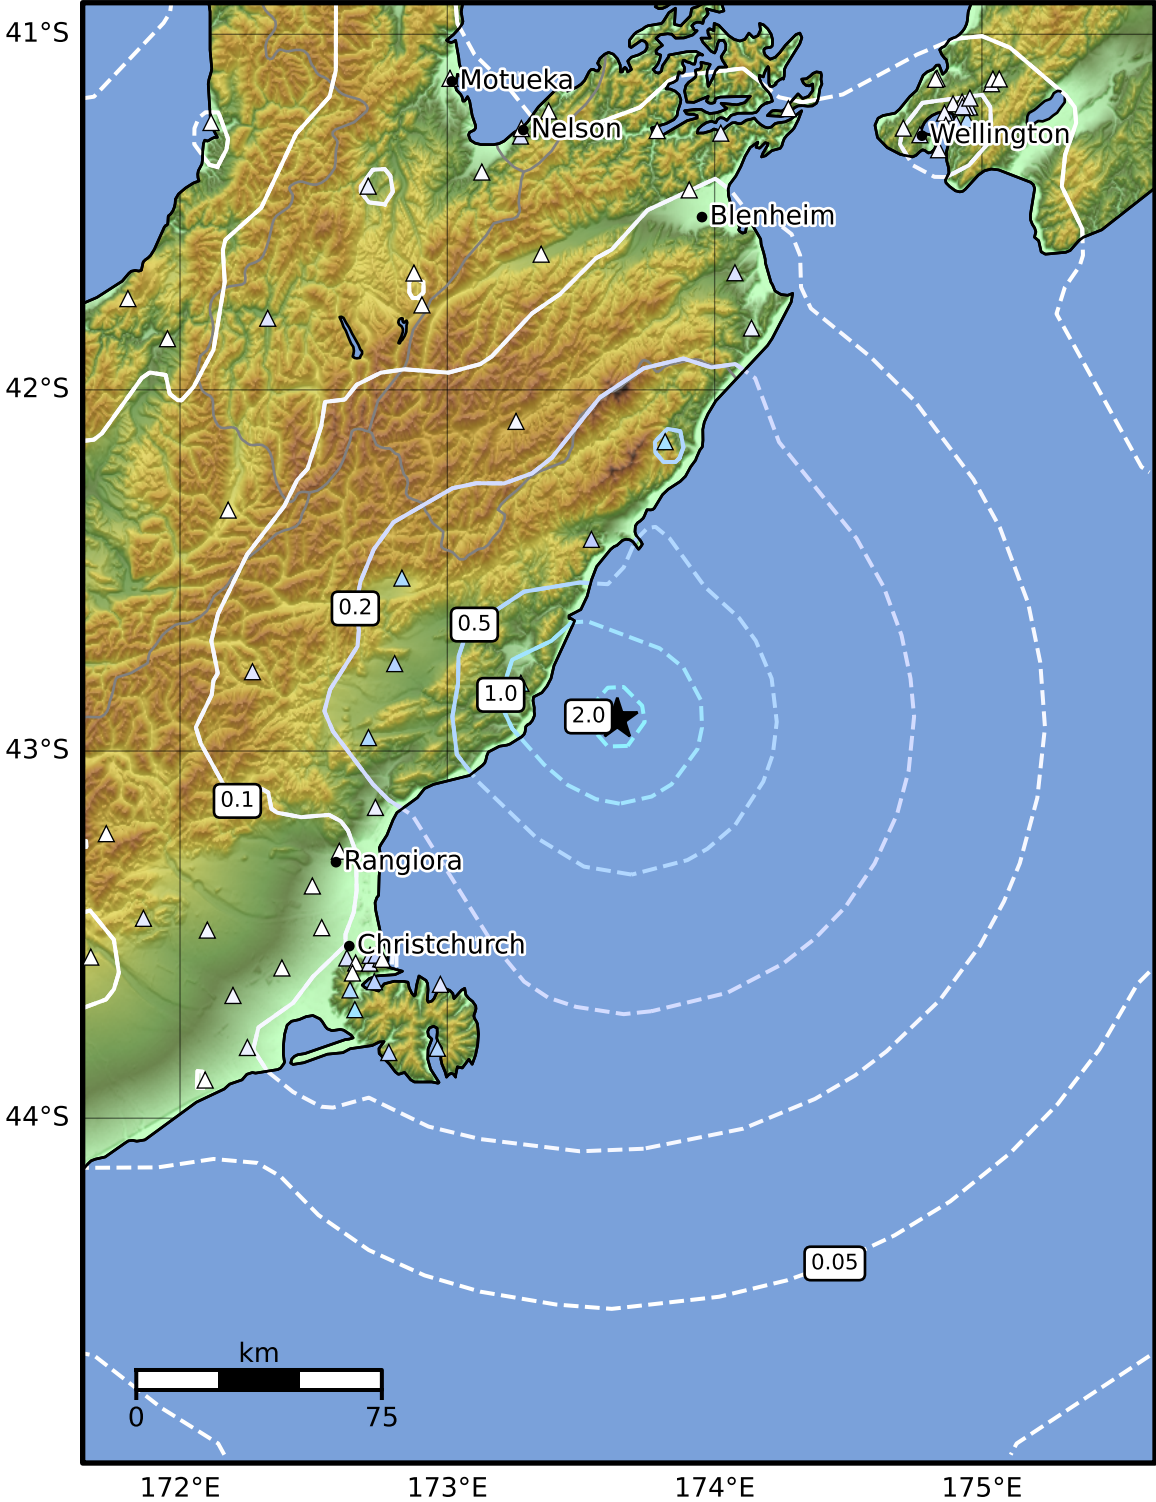 41°S
Motueka
Nelson
Wellington
Blenheim
42°S
0.2
0.5
1.0
2.0
43°S
0.1
Rangiora
Christchurch
44°S
0.05
km
0 75
172°E 173°E 174°E 175°E